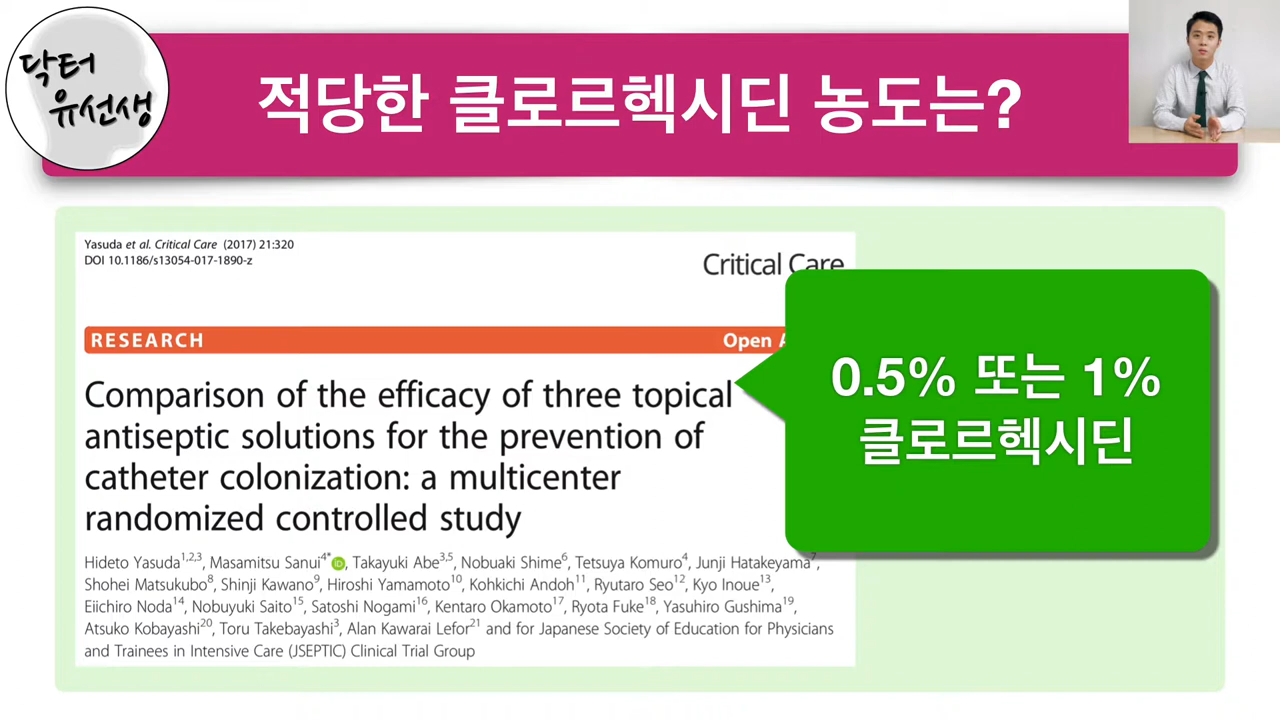 닥터
유선생
적당한 클로르헥시딘 농도는?
Yasuda et al. Critical Care (2017) 21:320
DOI 10.1186/s13054-017-1890-z
Critical Care
RESEARCH
Open A
0.5% 또는 1%
클로르헥시딘
Comparison of the efficacy of three topical
antiseptic solutions for the prevention of
catheter colonization: a multicenter
randomized controlled study
Hideto Yasuda1,2,3, Masamitsu Sanui4* iD, Takayuki Abe3,5, Nobuaki Shime6, Tetsuya Komuro4, Junji Hatakeyama7,
Shohei Matsukubo8, Shinji Kawano9, Hiroshi Yamamoto10, Kohkichi Andoh11, Ryutaro Seo12, Kyo Inoue13,
Eiichiro Noda14, Nobuyuki Saito15, Satoshi Nogami16, Kentaro Okamoto17, Ryota Fuke18, Yasuhiro Gushima19,
Atsuko Kobayashi20, Toru Takebayashi3, Alan Kawarai Lefor21 and for Japanese Society of Education for Physicians
and Trainees in Intensive Care (JSEPTIC) Clinical Trial Group